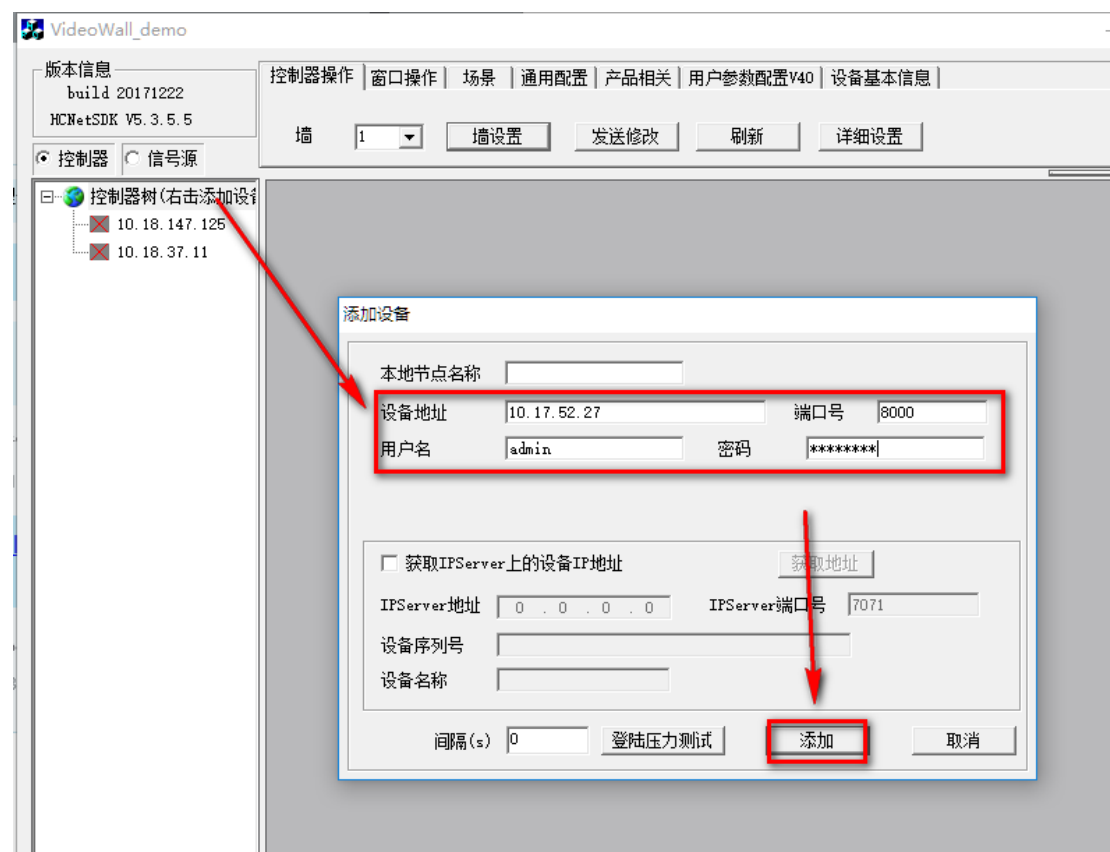 VideoWall_demo
版本信息
build 20171222
HCNetSDK V5.3.5.5
控制器操作 窗口操作 场景 通用配置 产品相关 用户参数配置V40 设备基本信息
墙 1 墙设置 发送修改 刷新 详细设置
控制器 信号源
控制器树(右击添加设备
10.18.147.125
10.18.37.11
添加设备
本地节点名称
设备地址 10.17.52.27 端口号 8000
用户名 admin 密码 ********
获取IPServer上的设备IP地址 获取地址
IPServer地址 0 . 0 . 0 . 0 IPServer端口号 7071
设备序列号
设备名称
间隔(s) 0 登陆压力测试 添加 取消